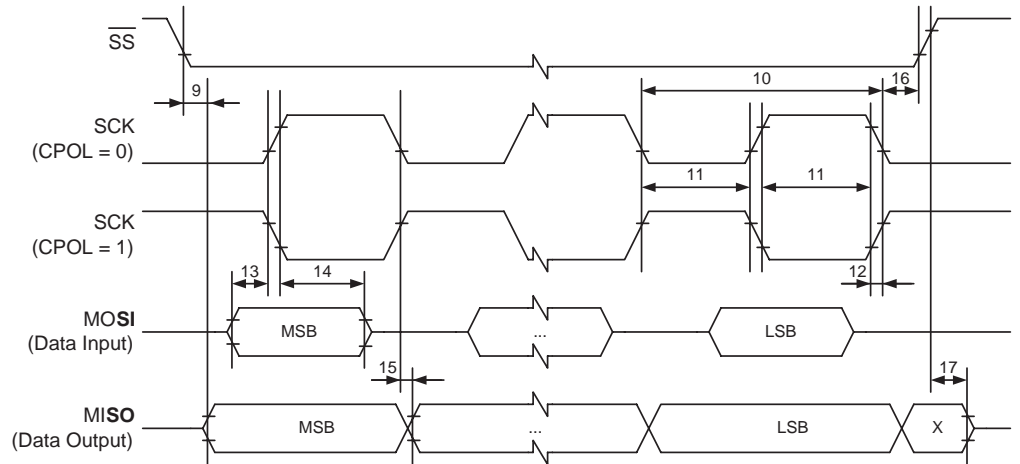 SS
10
16
9
SCK
(CPOL = 0)
11
11
SCK
(CPOL = 1)
13
14
12
MOSI
(Data Input)
MSB
...
LSB
15
17
MISO
(Data Output)
MSB
...
LSB
X